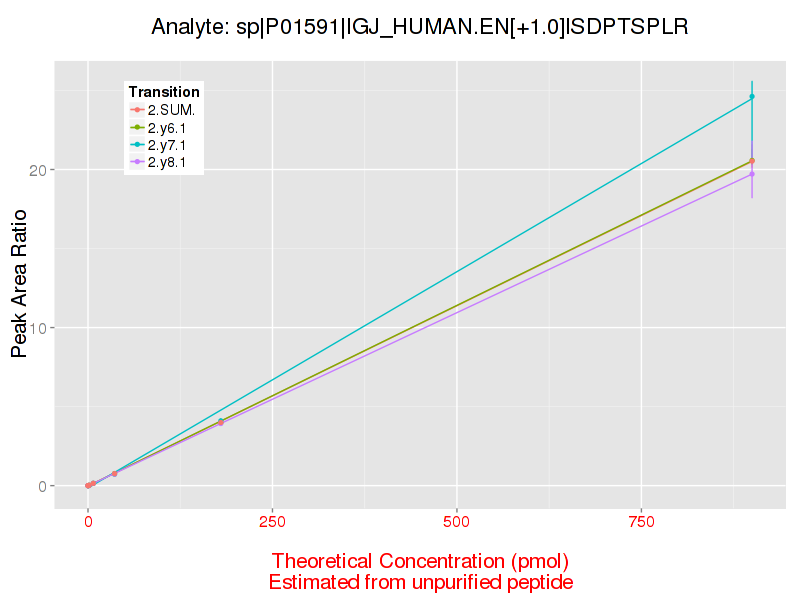 Analyte: sp|P01591|IGJ_HUMAN.EN[+1.0]ISDPTSPLR
Transition
2.SUM.
2.y6.1
2.y7.1
2.y8.1
Peak Area Ratio
20
10
0
0 250 500 750
Theoretical Concentration (pmol)
Estimated from unpurified peptide